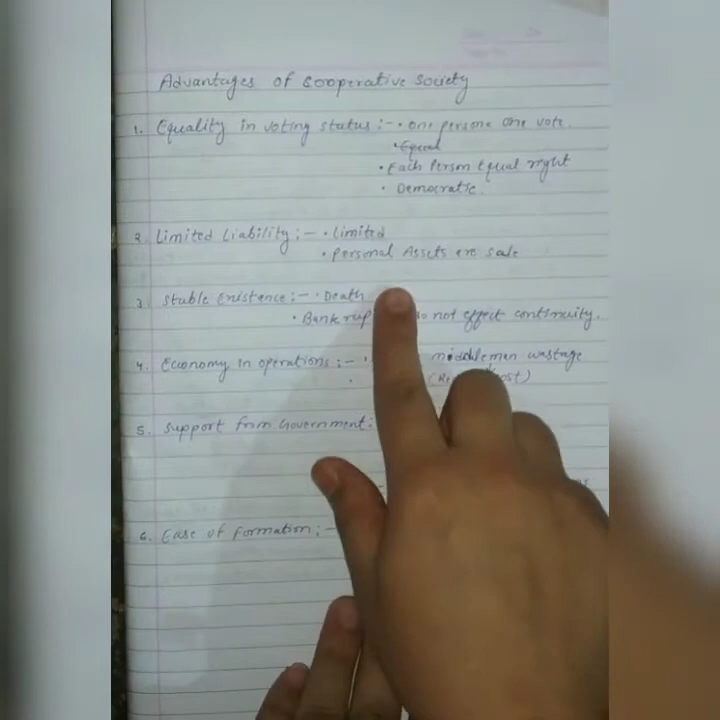 Advantages of Cooperative Society
1. Equality in voting status :- • One persone One vote.
• Equal
• Each Person Equal right
• Democratic.
2. Limited Liability :- • Limited
• Personal Assets are safe
3. Stable Existence :- • Death
• Bankrup not effect continuity.
4. Economy in operations :- • middlemen wastage
•
5. Support from Government :-
6. Ease of Formation :-